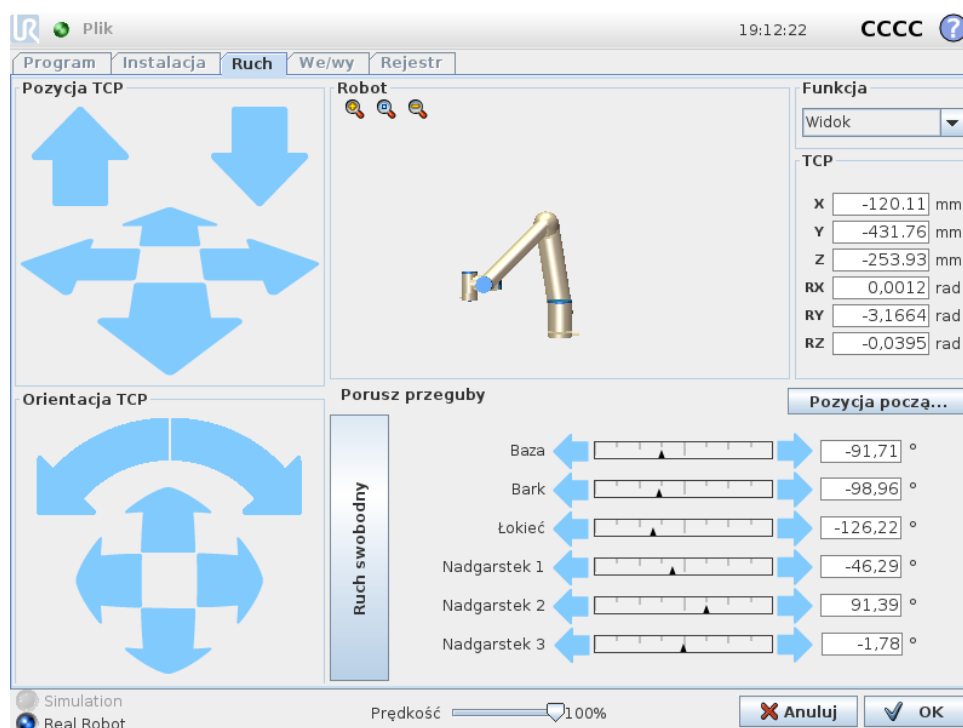 UR Plik 19:12:22 CCCC ?
Program Instalacja Ruch We/wy Rejestr
Pozycja TCP
Robot
Funkcja
Widok
TCP
X -120.11 mm
Y -431.76 mm
Z -253.93 mm
RX 0,0012 rad
RY -3,1664 rad
RZ -0,0395 rad
Orientacja TCP
Porusz przeguby
Pozycja począ...
Ruch swobodny
Baza -91,71 °
Bark -98,96 °
Łokieć -126,22 °
Nadgarstek 1 -46,29 °
Nadgarstek 2 91,39 °
Nadgarstek 3 -1,78 °
Simulation
Real Robot
Prędkość 100%
Anuluj OK